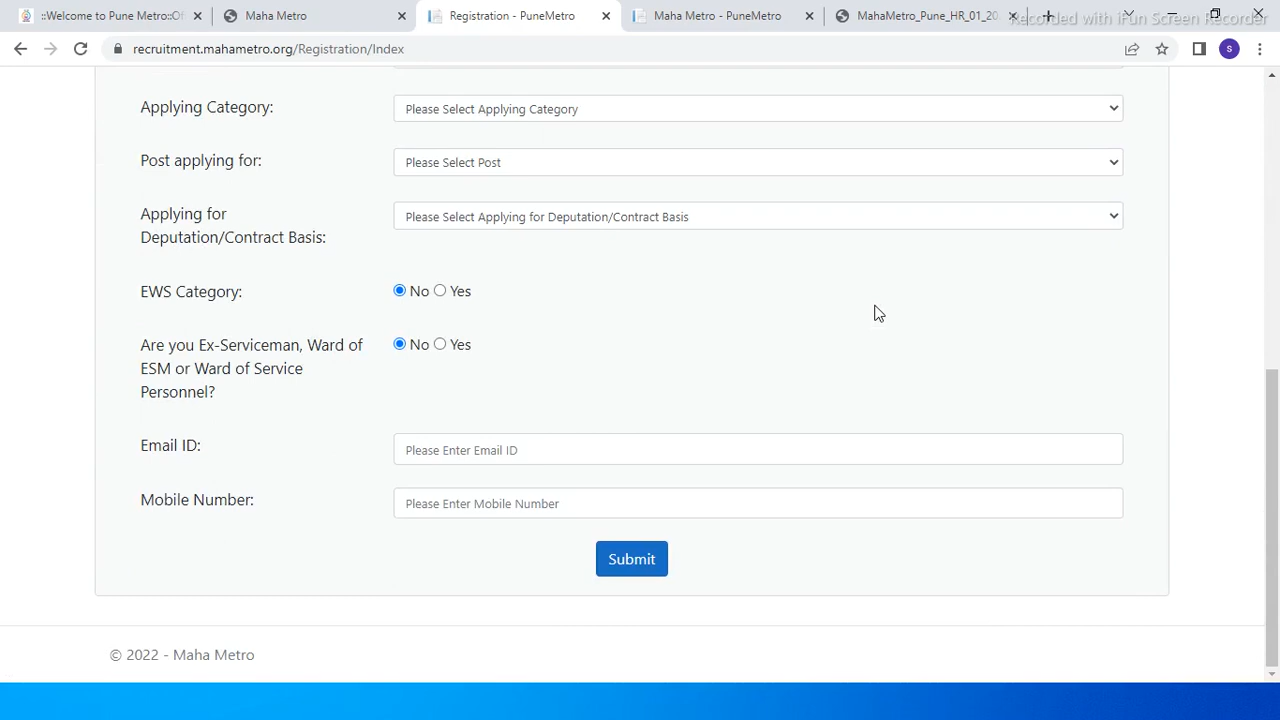 ::Welcome to Pune Metro::Of
Maha Metro
Registration - PuneMetro
Maha Metro - PuneMetro
MahaMetro_Pune_HR_01_20
Recorded with iFun Screen Recorder
recruitment.mahametro.org/Registration/Index
S
Applying Category:
Please Select Applying Category
Post applying for:
Please Select Post
Applying for
Deputation/Contract Basis:
Please Select Applying for Deputation/Contract Basis
EWS Category:
No Yes
Are you Ex-Serviceman, Ward of
ESM or Ward of Service
Personnel?
No Yes
Email ID:
Please Enter Email ID
Mobile Number:
Please Enter Mobile Number
Submit
© 2022 - Maha Metro